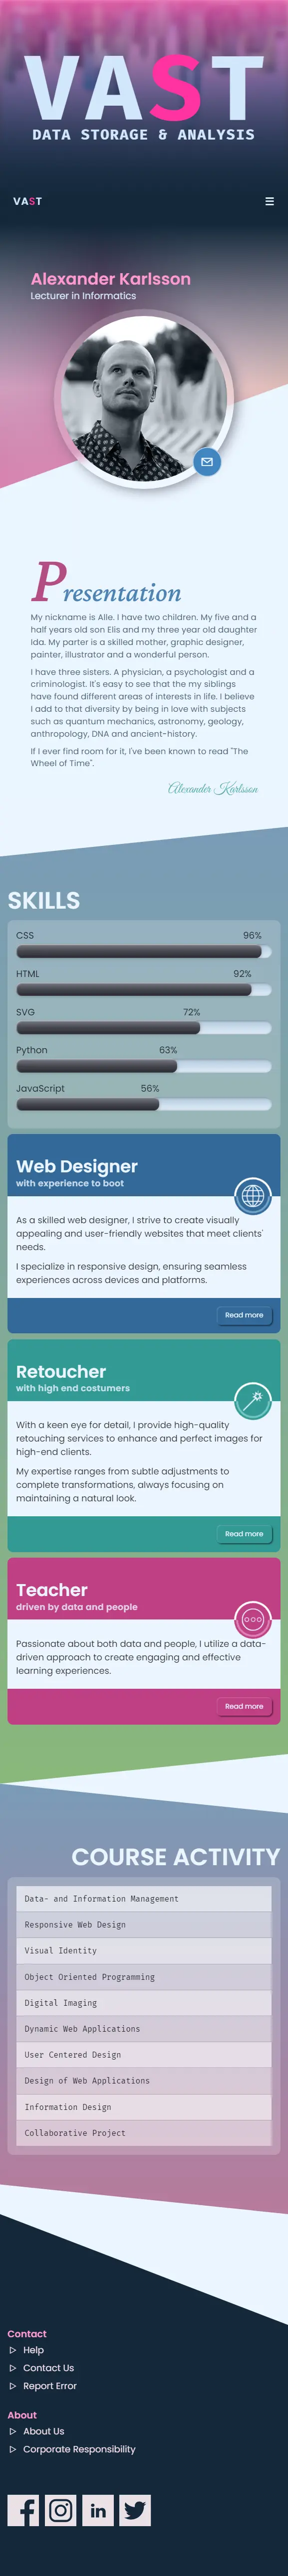 VAST
DATA STORAGE & ANALYSIS
VAST
Alexander Karlsson
Lecturer in Informatics
Presentation
My nickname is Alle. I have two children. My five and a
half years old son Elis and my three year old daughter
Ida. My parter is a skilled mother, graphic designer,
painter, illustrator and a wonderful person.
I have three sisters. A physician, a psychologist and a
criminologist. It's easy to see that the my siblings
have found different areas of interests in life. I believe
I add to that diversity by being in love with subjects
such as quantum mechanics, astronomy, geology,
anthropology, DNA and ancient-history.
If I ever find room for it, I've been known to read "The
Wheel of Time".
Alexander Karlsson
SKILLS
CSS 96%
HTML 92%
SVG 72%
Python 63%
JavaScript 56%
Web Designer
with experience to boot
As a skilled web designer, I strive to create visually
appealing and user-friendly websites that meet clients'
needs.
I specialize in responsive design, ensuring seamless
experiences across devices and platforms.
Read more
Retoucher
with high end costumers
With a keen eye for detail, I provide high-quality
retouching services to enhance and perfect images for
high-end clients.
My expertise ranges from subtle adjustments to
complete transformations, always focusing on
maintaining a natural look.
Read more
Teacher
driven by data and people
Passionate about both data and people, I utilize a data-
driven approach to create engaging and effective
learning experiences.
Read more
COURSE ACTIVITY
Data- and Information Management
Responsive Web Design
Visual Identity
Object Oriented Programming
Digital Imaging
Dynamic Web Applications
User Centered Design
Design of Web Applications
Information Design
Collaborative Project
Contact
Help
Contact Us
Report Error
About
About Us
Corporate Responsibility
in